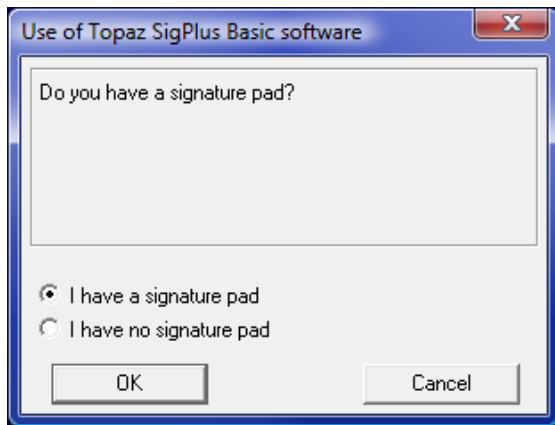 Use of Topaz SigPlus Basic software
Do you have a signature pad?
I have a signature pad
I have no signature pad
OK
Cancel